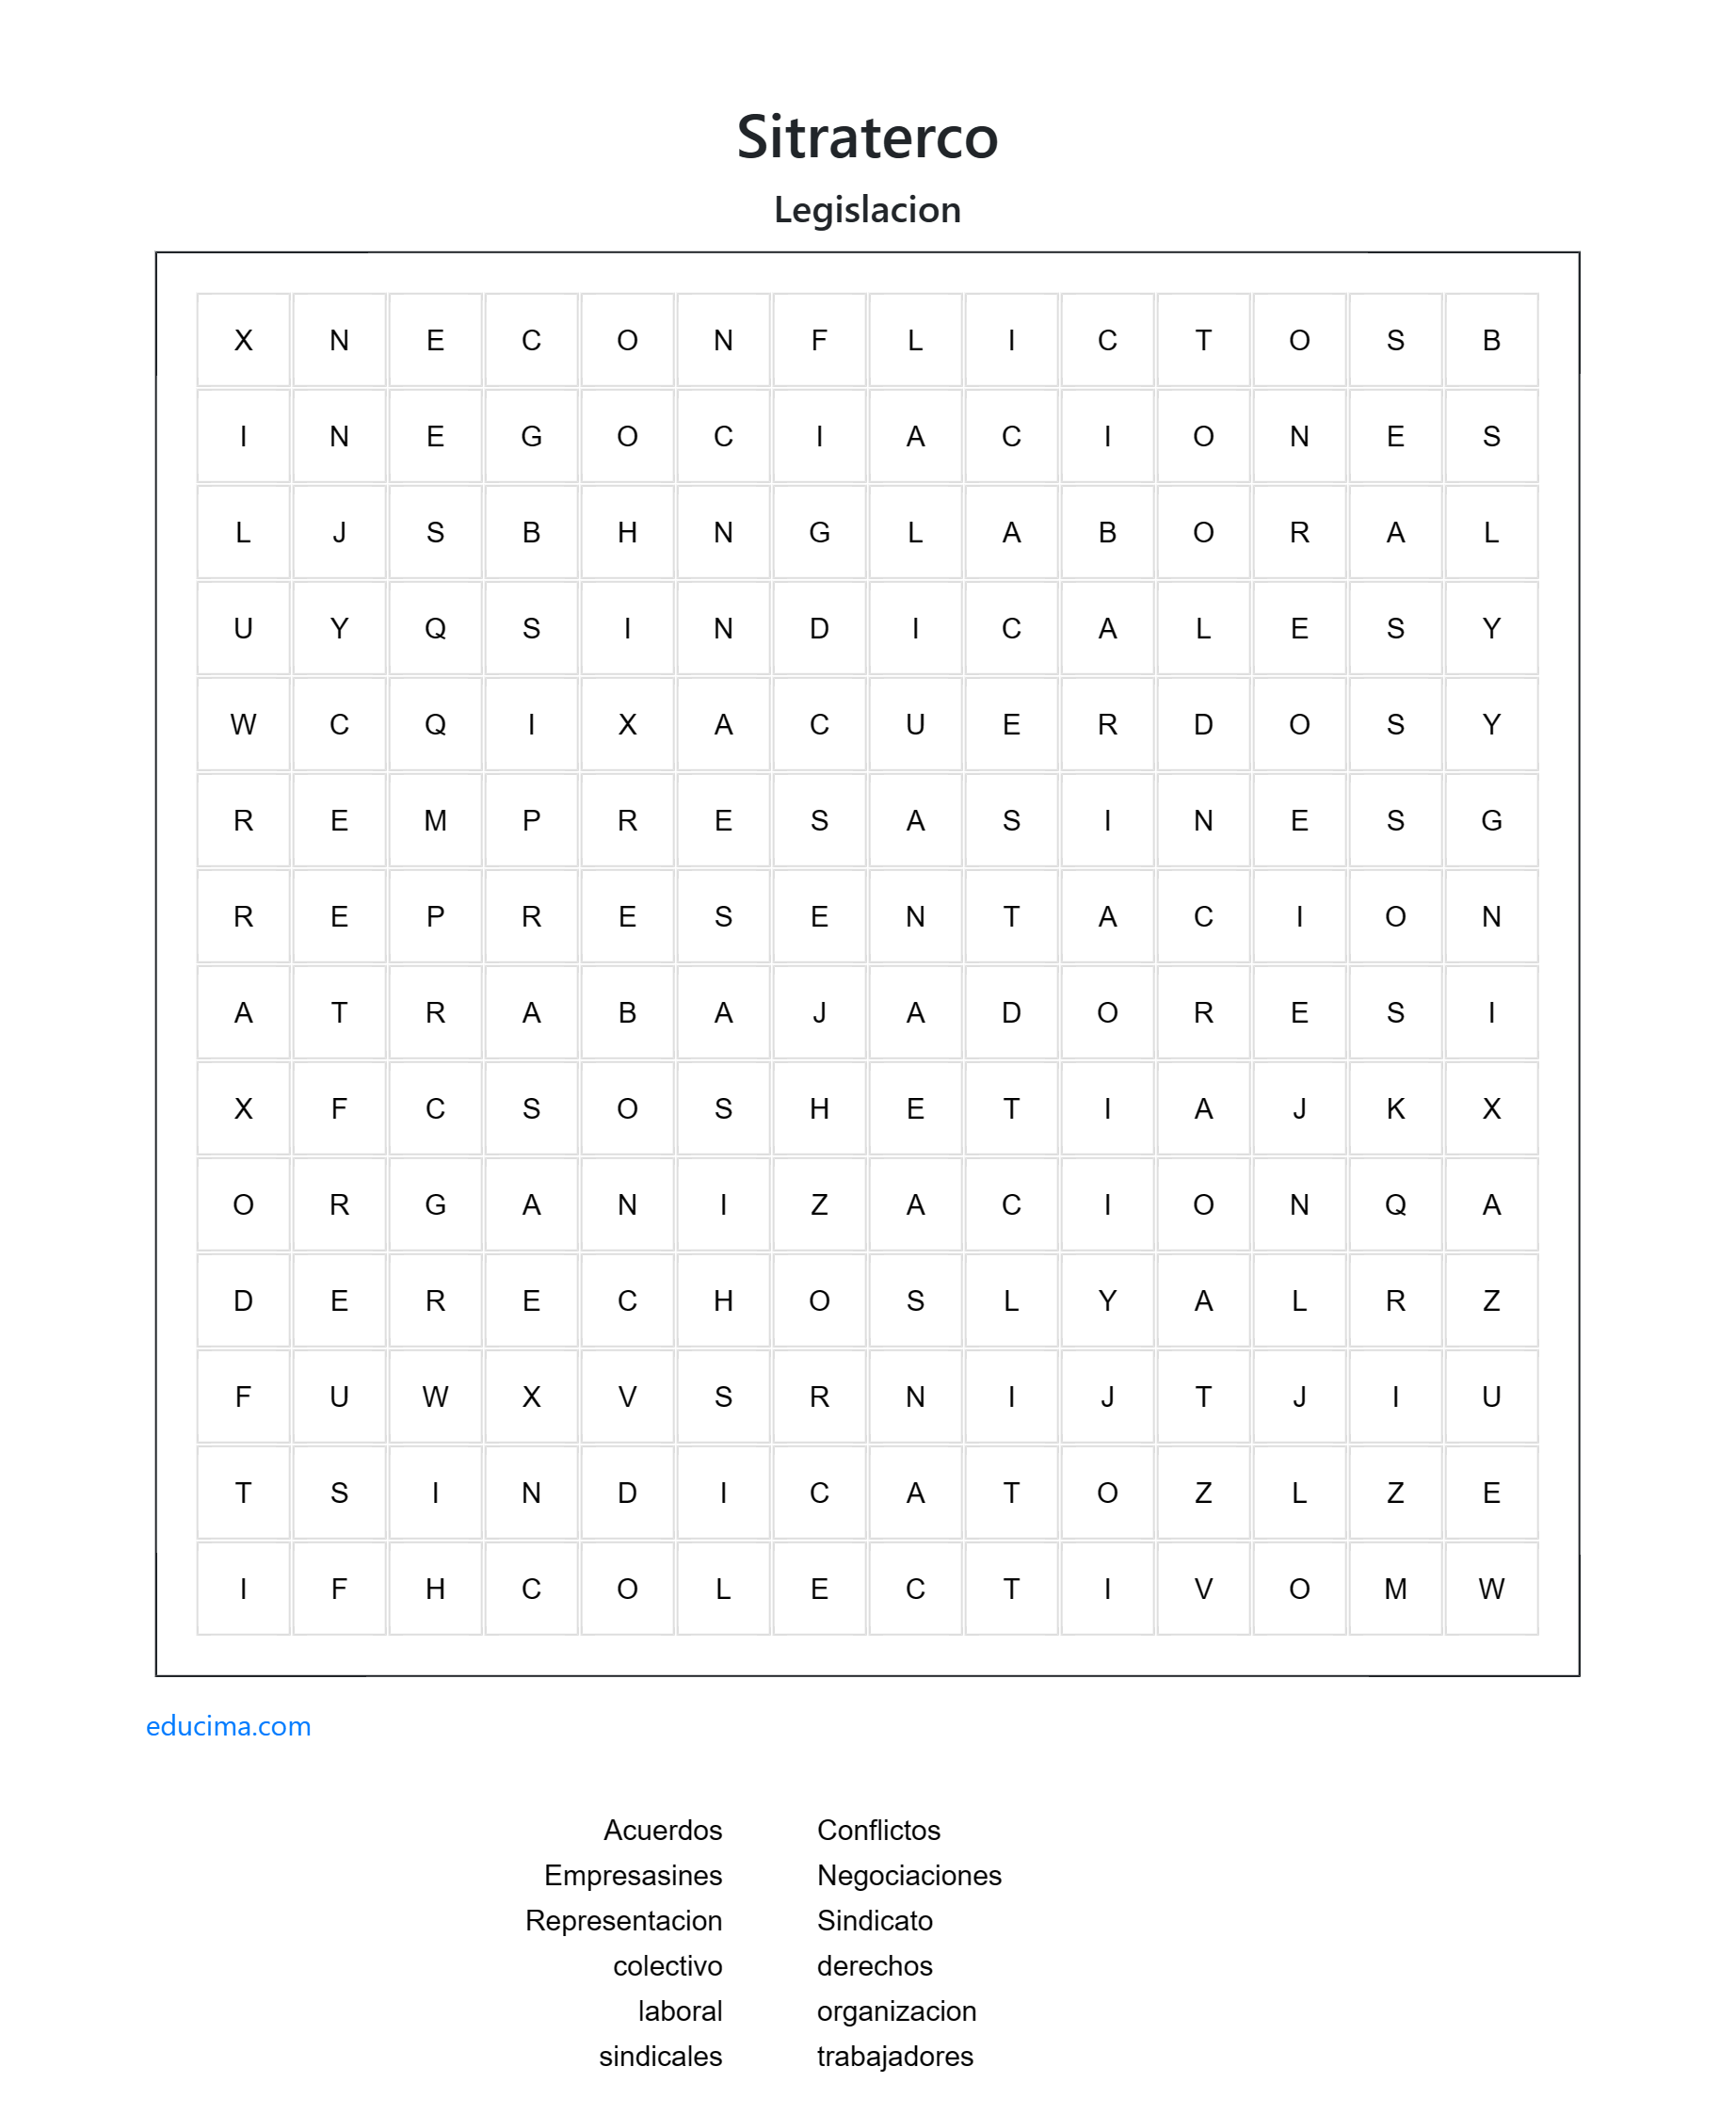 Sitraterco
Legislacion
X N E C O N F L I C T O S B
I N E G O C I A C I O N E S
L J S B H N G L A B O R A L
U Y Q S I N D I C A L E S Y
W C Q I X A C U E R D O S Y
R E M P R E S A S I N E S G
R E P R E S E N T A C I O N
A T R A B A J A D O R E S I
X F C S O S H E T I A J K X
O R G A N I Z A C I O N Q A
D E R E C H O S L Y A L R Z
F U W X V S R N I J T J I U
T S I N D I C A T O Z L Z E
I F H C O L E C T I V O M W
educima.com
Acuerdos Conflictos
Empresasines Negociaciones
Representacion Sindicato
colectivo derechos
laboral organizacion
sindicales trabajadores